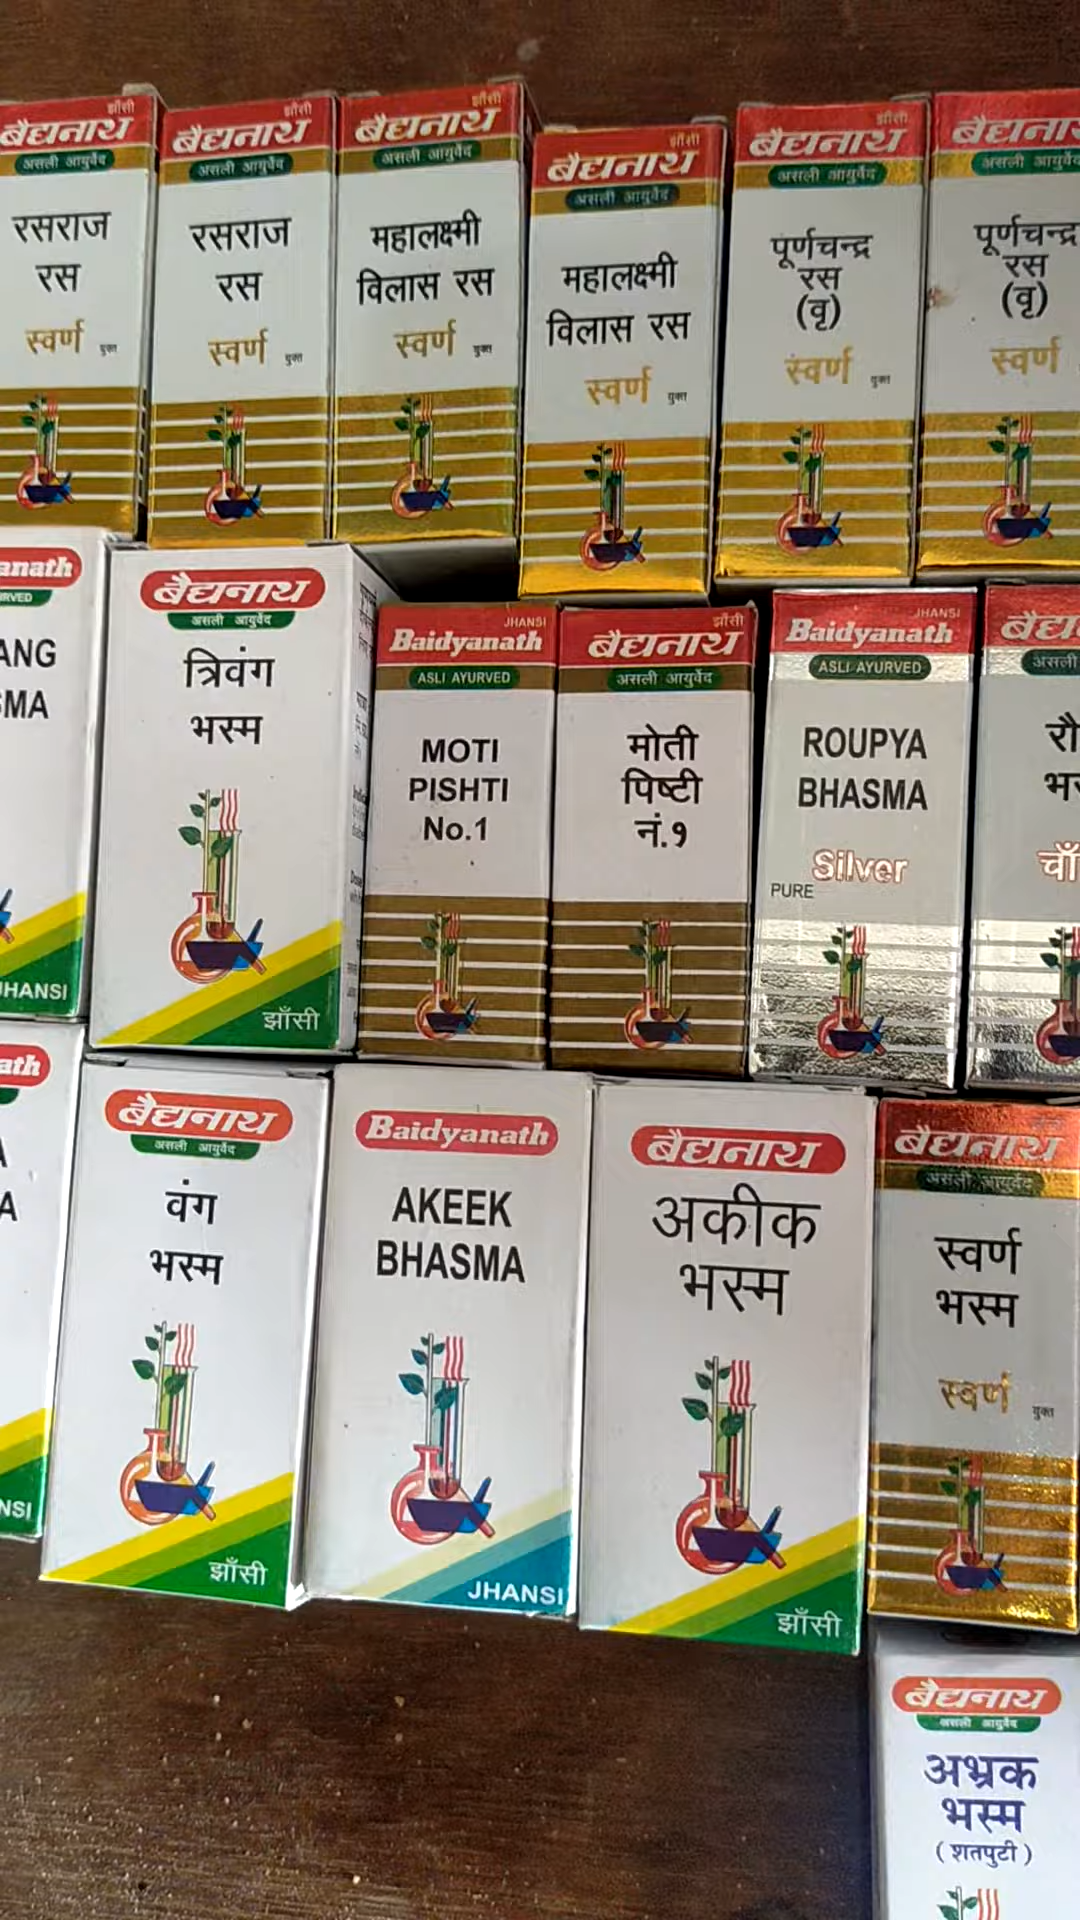 झाँसी
बैद्यनाथ
असली आयुर्वेद
रसराज
रस
स्वर्ण युक्त
झाँसी
बैद्यनाथ
असली आयुर्वेद
रसराज
रस
स्वर्ण युक्त
झाँसी
बैद्यनाथ
असली आयुर्वेद
महालक्ष्मी
विलास रस
स्वर्ण युक्त
झाँसी
बैद्यनाथ
असली आयुर्वेद
महालक्ष्मी
विलास रस
स्वर्ण युक्त
झाँसी
बैद्यनाथ
असली आयुर्वेद
पूर्णचन्द्र
रस
(वृ)
स्वर्ण युक्त
बैद्यनाथ
असली आयुर्वेद
पूर्णचन्द्र
रस
(वृ)
स्वर्ण
anath
RVED
ANG
SMA
JHANSI
बैद्यनाथ
असली आयुर्वेद
त्रिवंग
भस्म
झाँसी
JHANSI
Baidyanath
ASLI AYURVED
MOTI
PISHTI
No.1
झाँसी
बैद्यनाथ
असली आयुर्वेद
मोती
पिष्टी
नं.१
JHANSI
Baidyanath
ASLI AYURVED
ROUPYA
BHASMA
Silver
PURE
बैद्य
असली
रौ
भस
चाँ
ath
A
A
NSI
बैद्यनाथ
असली आयुर्वेद
वंग
भस्म
झाँसी
Baidyanath
AKEEK
BHASMA
JHANSI
बैद्यनाथ
अकीक
भस्म
झाँसी
बैद्यनाथ
असली आयुर्वेद
स्वर्ण
भस्म
स्वर्ण युक्त
बैद्यनाथ
असली आयुर्वेद
अभ्रक
भस्म
(शतपुटी)